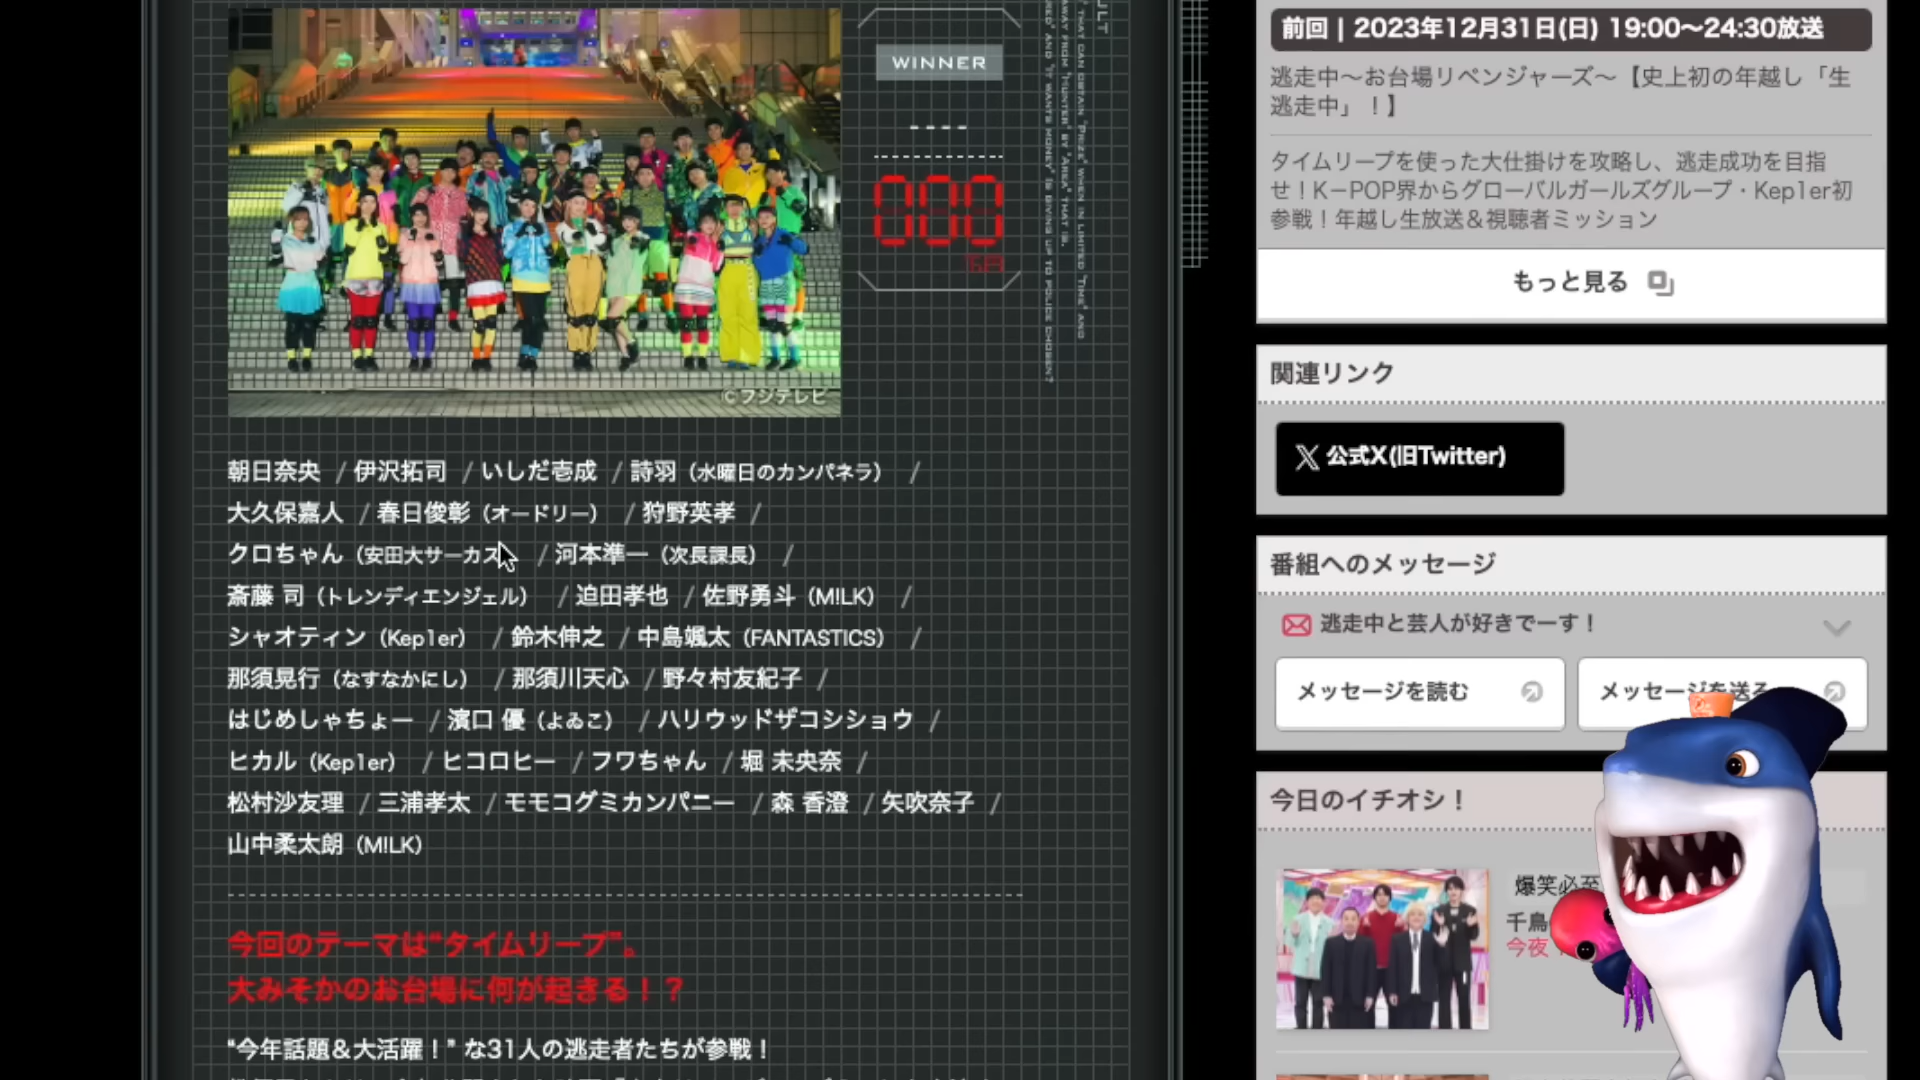 WINNER
----
000
©フジテレビ
朝日奈央 / 伊沢拓司 / いしだ壱成 / 詩羽（水曜日のカンパネラ） /
大久保嘉人 / 春日俊彰（オードリー） / 狩野英孝 /
クロちゃん（安田大サーカス / 河本準一（次長課長） /
斎藤 司（トレンディエンジェル） / 迫田孝也 / 佐野勇斗（M!LK） /
シャオティン（Kep1er） / 鈴木伸之 / 中島颯太（FANTASTICS） /
那須晃行（なすなかにし） / 那須川天心 / 野々村友紀子 /
はじめしゃちょー / 濱口 優（よゐこ） / ハリウッドザコシショウ /
ヒカル（Kep1er） / ヒコロヒー / フワちゃん / 堀 未央奈 /
松村沙友理 / 三浦孝太 / モモコグミカンパニー / 森 香澄 / 矢吹奈子 /
山中柔太朗（M!LK）
今回のテーマは“タイムリープ”。
大みそかのお台場に何が起きる！？
“今年話題＆大活躍！” な31人の逃走者たちが参戦！
前回 | 2023年12月31日(日) 19:00〜24:30放送
逃走中〜お台場リベンジャーズ〜【史上初の年越し「生
逃走中」！】
タイムリープを使った大仕掛けを攻略し、逃走成功を目指
せ！K－POP界からグローバルガールズグループ・Kep1er初
参戦！年越し生放送＆視聴者ミッション
もっと見る
関連リンク
X 公式X(旧Twitter)
番組へのメッセージ
逃走中と芸人が好きでーす！
メッセージを読む
メッセージを送る
今日のイチオシ！
爆笑必至
千鳥
今夜